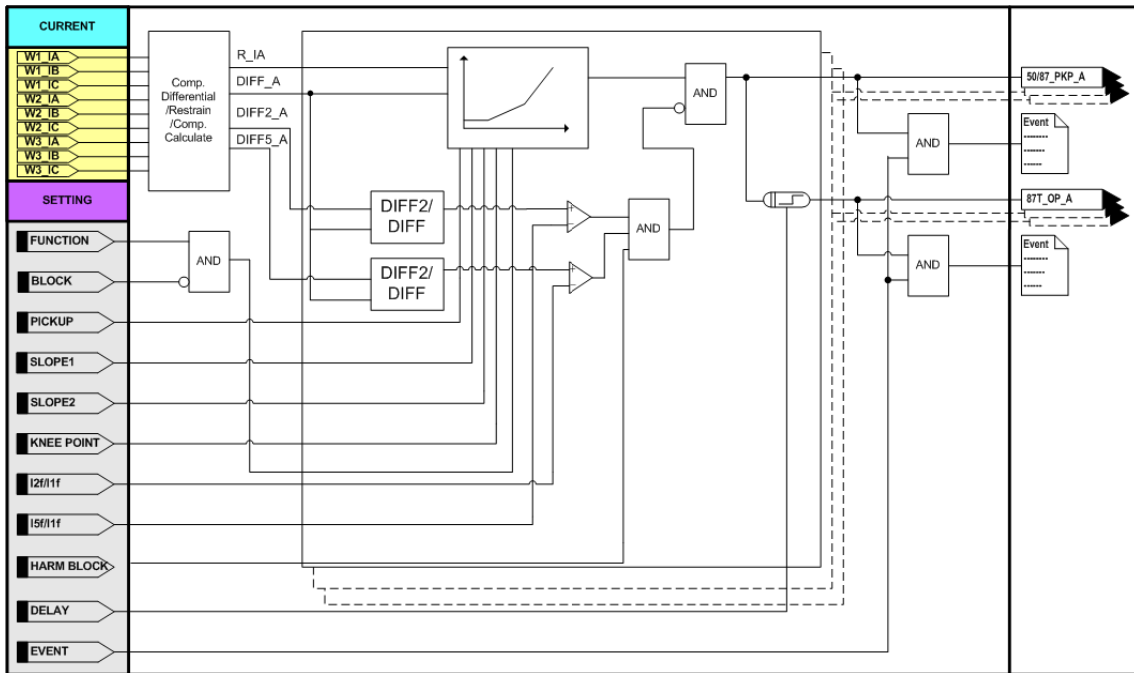 CURRENT
W1_IA
W1_IB
W1_IC
W2_IA
W2_IB
W2_IC
W3_IA
W3_IB
W3_IC
SETTING
FUNCTION
BLOCK
PICKUP
SLOPE1
SLOPE2
KNEE POINT
I2f/I1f
I5f/I1f
HARM BLOCK
DELAY
EVENT
Comp.
Differential
/Restrain
/Comp.
Calculate
R_IA
DIFF_A
DIFF2_A
DIFF5_A
AND
DIFF2/
DIFF
DIFF2/
DIFF
+
−
+
−
AND
AND
AND
AND
50/87_PKP_A
Event
87T_OP_A
Event